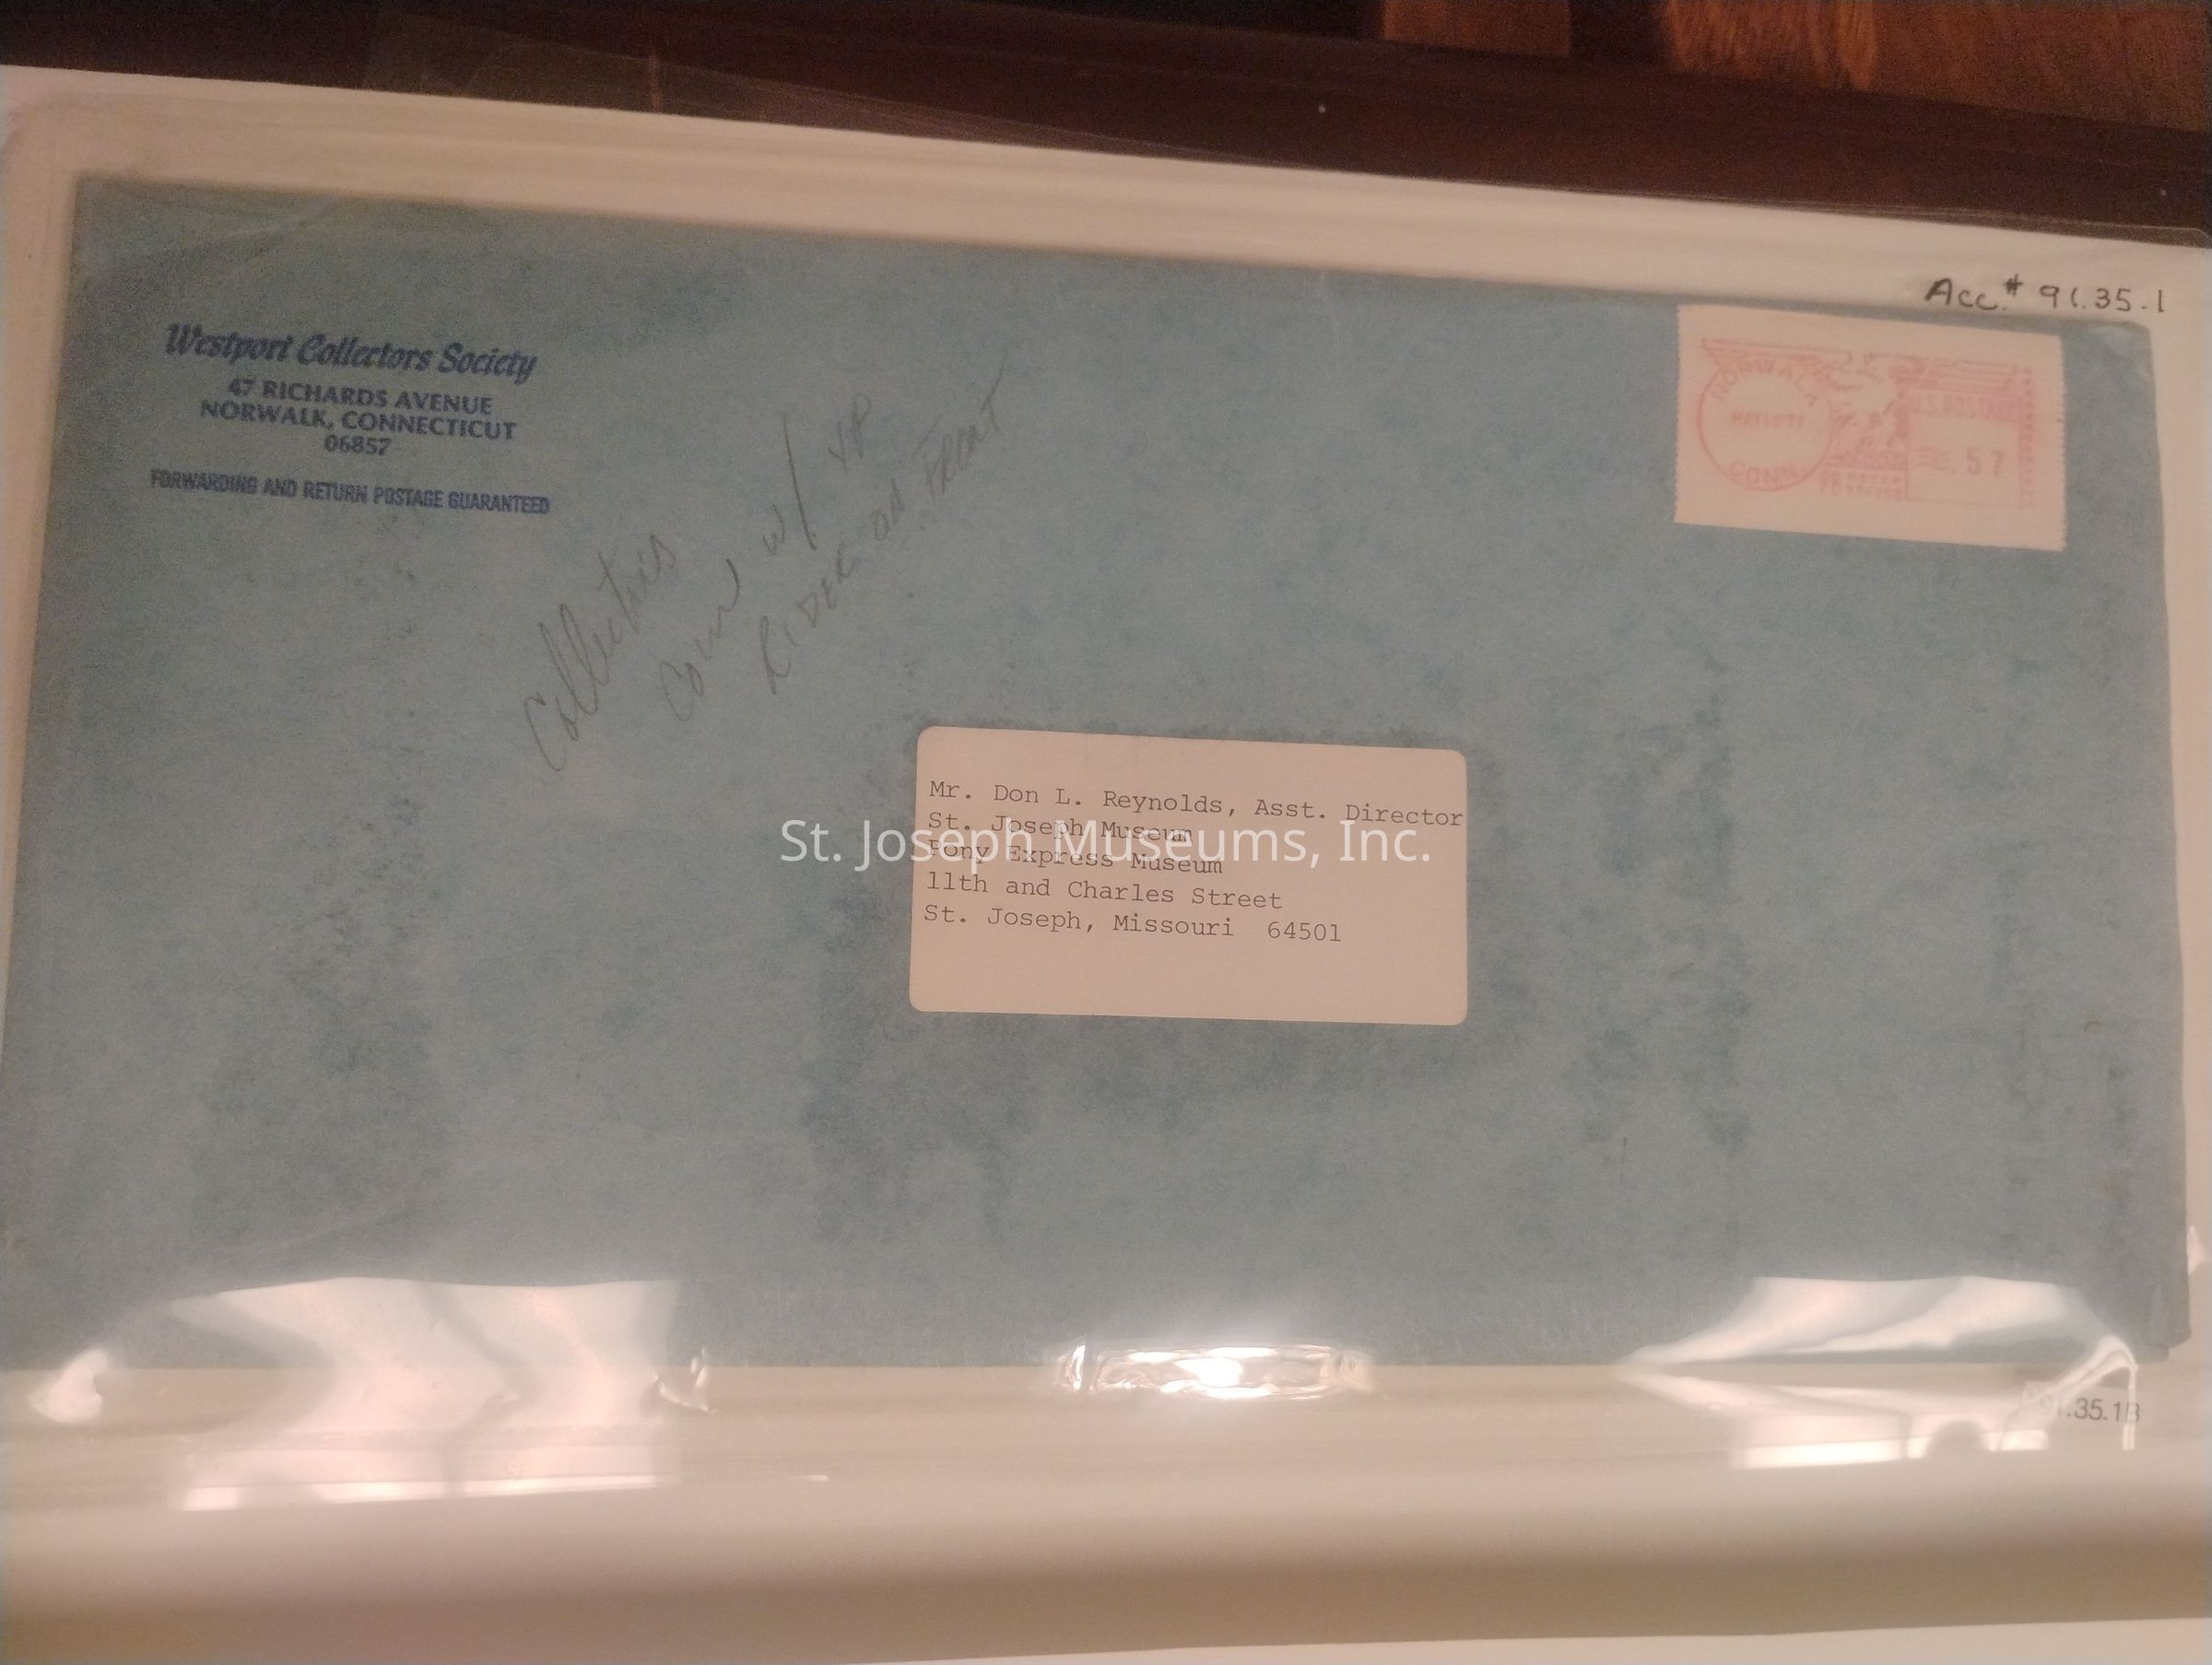 Acc.# 91.35.1
Westport Collectors Society
47 RICHARDS AVENUE
NORWALK, CONNECTICUT
06857
FORWARDING AND RETURN POSTAGE GUARANTEED
NORWALK
CONN.
U.S. POSTAGE
.57
Collectors
Coin w/
RIDER ON FRONT
Mr. Don L. Reynolds, Asst. Director
St. Joseph Museum
Pony Express Museum
11th and Charles Street
St. Joseph, Missouri 64501
St. Joseph Museums, Inc.
91.35.1B